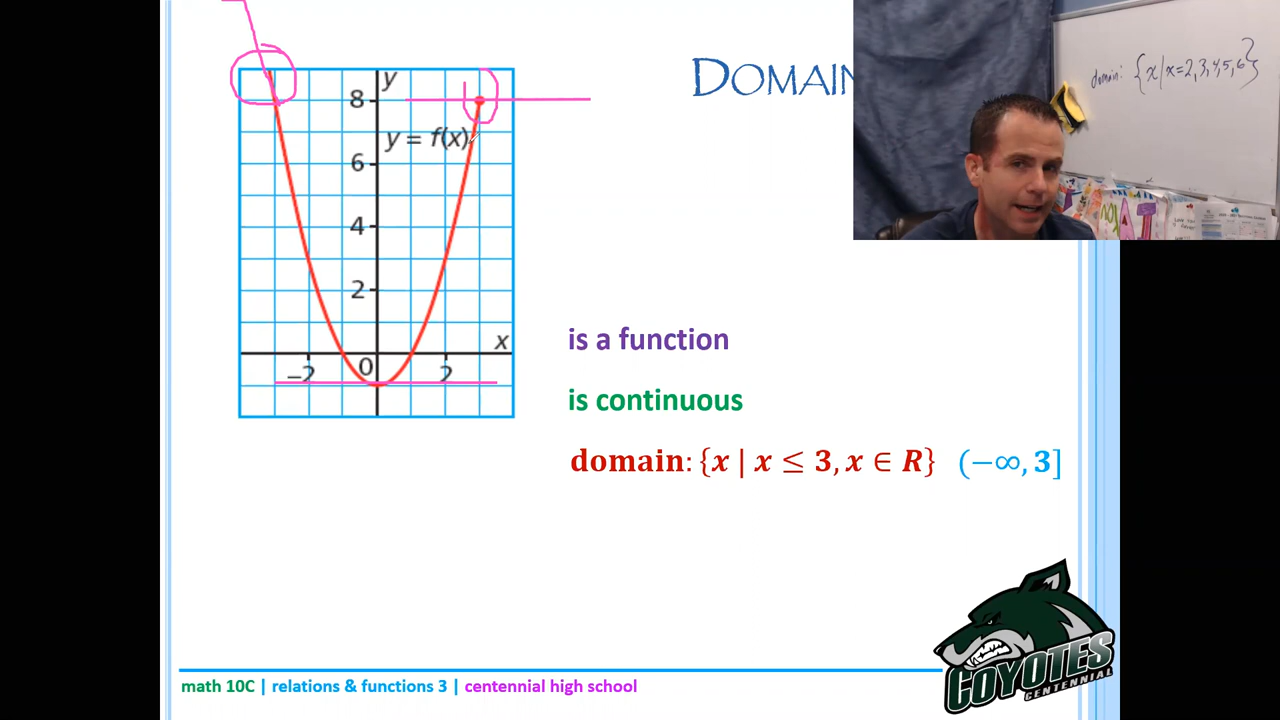 DOMAIN
domain: {x | x = 2, 3, 4, 5, 6}
y
8
y = f(x)
6
4
2
x
−2 0 2
is a function
is continuous
domain: {x | x ≤ 3, x ∈ R} (−∞, 3]
math 10C | relations & functions 3 | centennial high school
COYOTES
CENTENNIAL